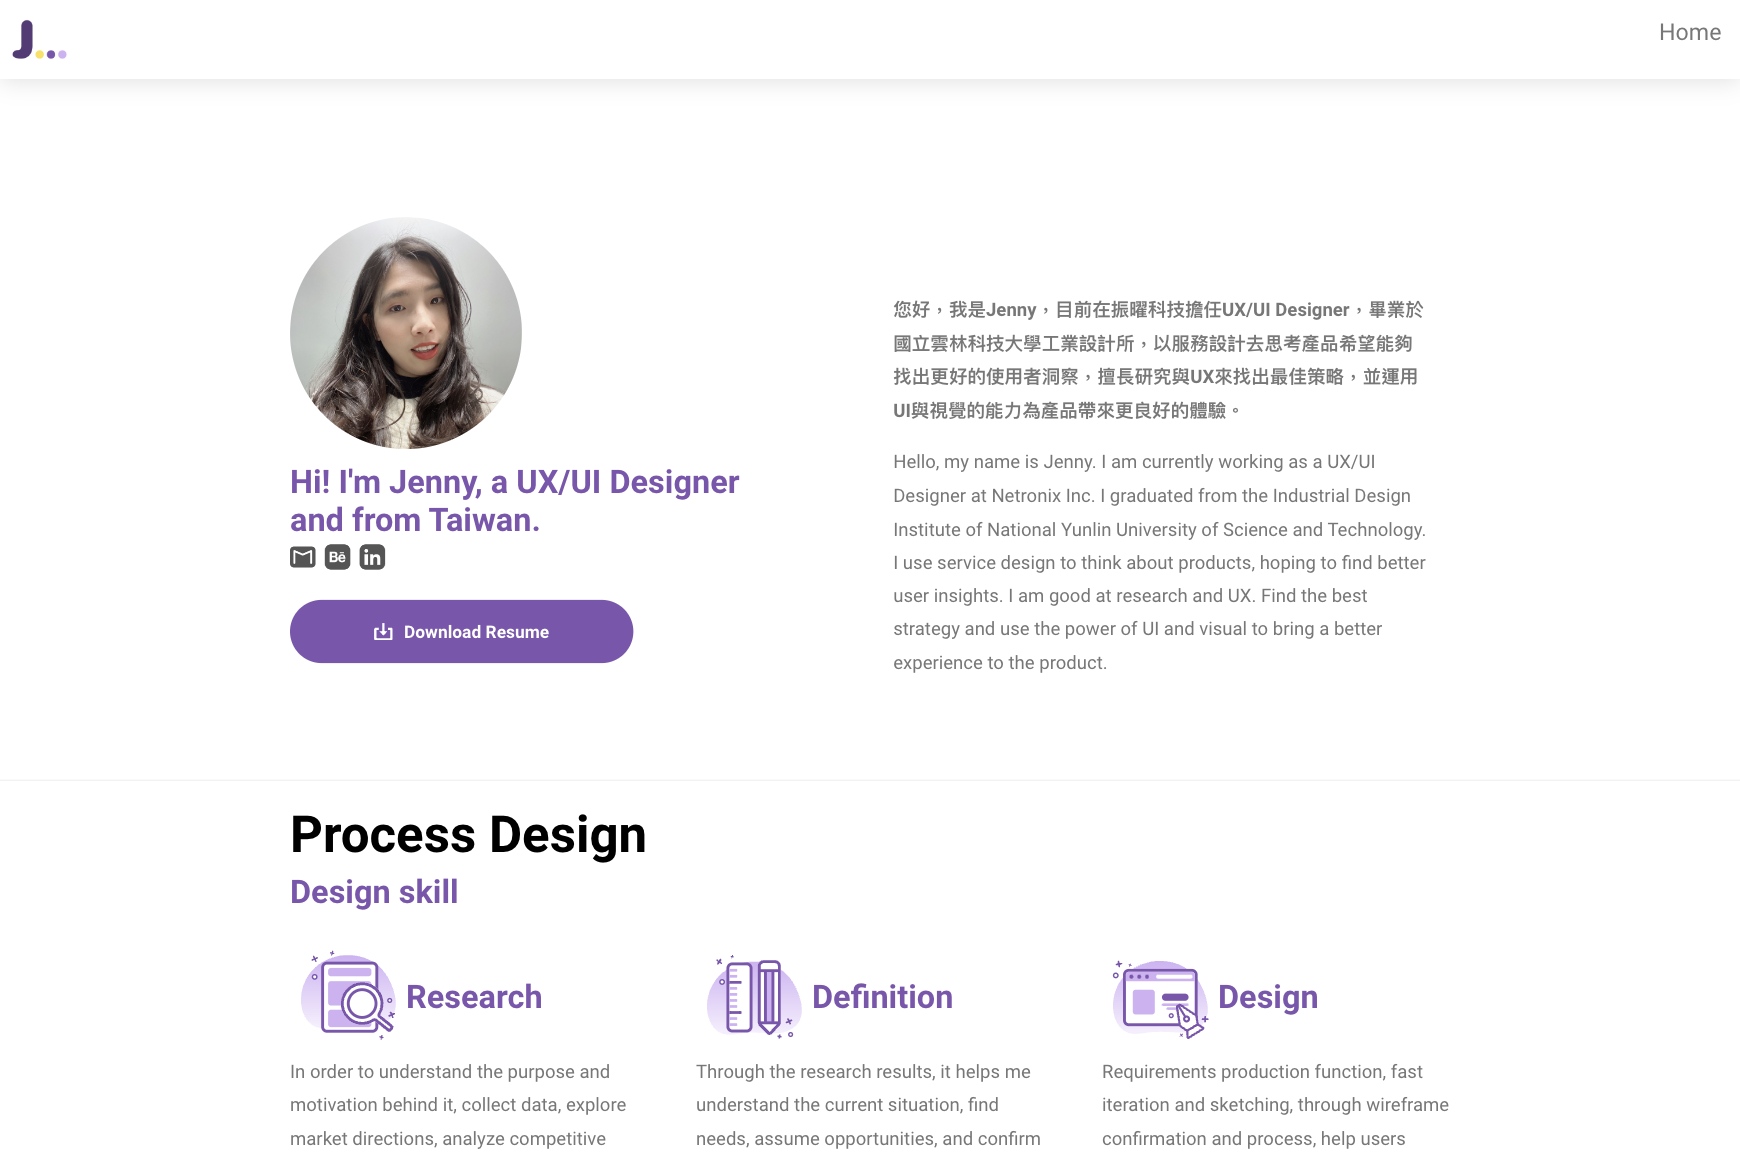 J...
Home
Hi! I'm Jenny, a UX/UI Designer
and from Taiwan.
Bē in
Download Resume
您好，我是Jenny，目前在振曜科技擔任UX/UI Designer，畢業於
國立雲林科技大學工業設計所，以服務設計去思考產品希望能夠
找出更好的使用者洞察，擅長研究與UX來找出最佳策略，並運用
UI與視覺的能力為產品帶來更良好的體驗。
Hello, my name is Jenny. I am currently working as a UX/UI
Designer at Netronix Inc. I graduated from the Industrial Design
Institute of National Yunlin University of Science and Technology.
I use service design to think about products, hoping to find better
user insights. I am good at research and UX. Find the best
strategy and use the power of UI and visual to bring a better
experience to the product.
Process Design
Design skill
Research
In order to understand the purpose and
motivation behind it, collect data, explore
market directions, analyze competitive
Definition
Through the research results, it helps me
understand the current situation, find
needs, assume opportunities, and confirm
Design
Requirements production function, fast
iteration and sketching, through wireframe
confirmation and process, help users